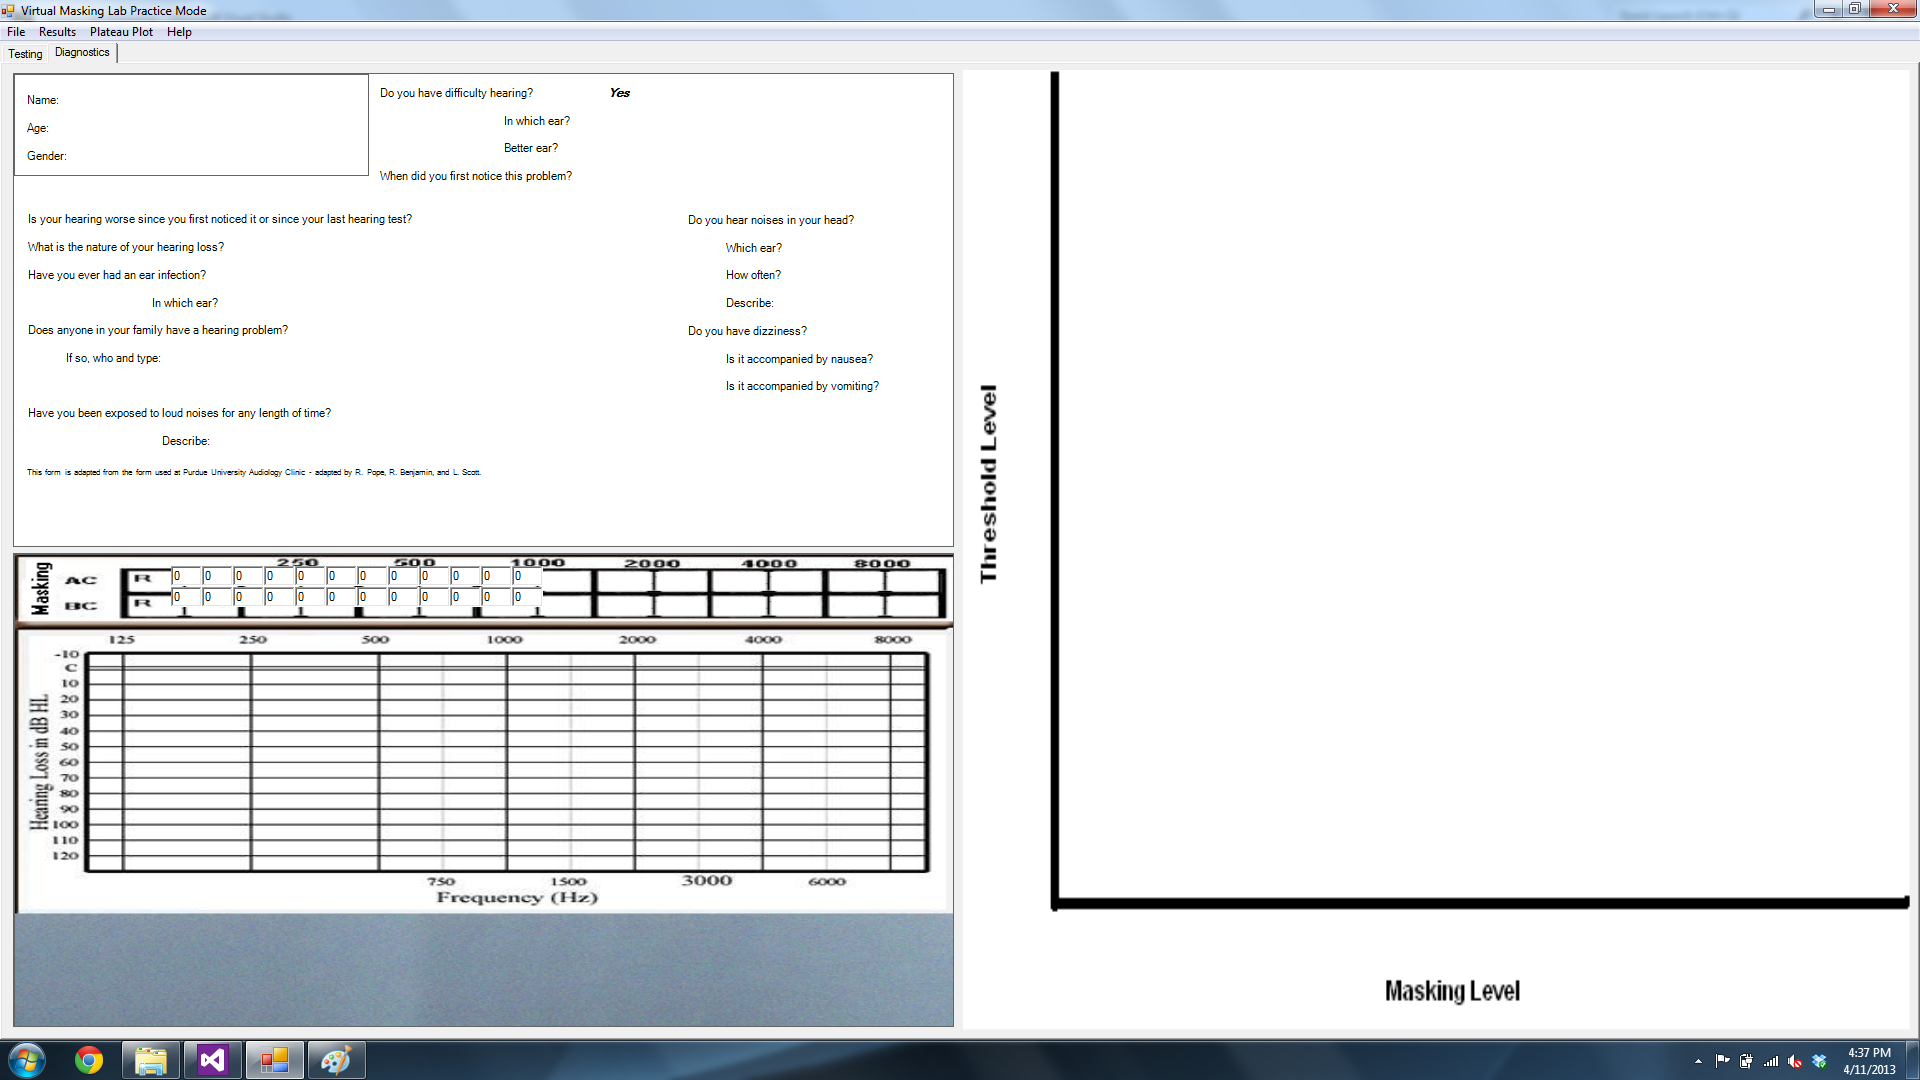 Virtual Masking Lab Practice Mode
File Results Plateau Plot Help
Testing Diagnostics
Name:
Age:
Gender:
Do you have difficulty hearing? Yes
In which ear?
Better ear?
When did you first notice this problem?
Is your hearing worse since you first noticed it or since your last hearing test?
What is the nature of your hearing loss?
Have you ever had an ear infection?
In which ear?
Does anyone in your family have a hearing problem?
If so, who and type:
Have you been exposed to loud noises for any length of time?
Describe:
Do you hear noises in your head?
Which ear?
How often?
Describe:
Do you have dizziness?
Is it accompanied by nausea?
Is it accompanied by vomiting?
This form is adapted from the form used at Purdue University Audiology Clinic - adapted by R. Pope, R. Benjamin, and L. Scott.
Masking
250 500 1000 2000 4000 8000
AC R 0 0 0 0 0 0 0 0 0 0 0 0
BC R 0 0 0 0 0 0 0 0 0 0 0 0
125 250 500 1000 2000 4000 8000
Hearing Loss in dB HL
-10
C
10
20
30
40
50
60
70
80
90
100
110
120
750 1500 3000 6000
Frequency (Hz)
Threshold Level
Masking Level
4:37 PM
4/11/2013